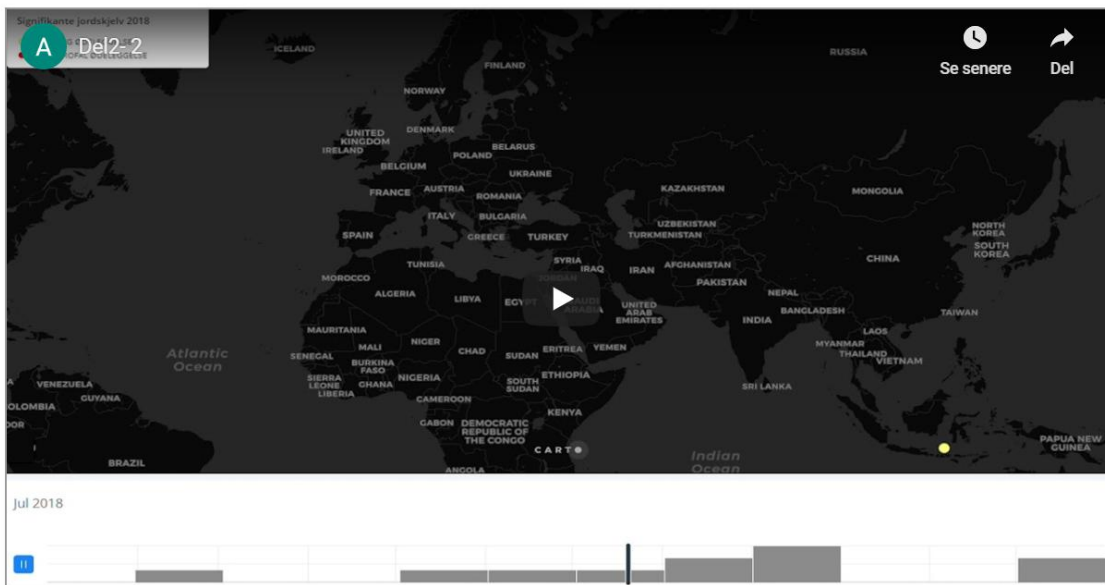 Signifikante jordskjelv 2018
A
Del2- 2
ØDELEGGELSE
Se senere
Del
ICELAND
RUSSIA
FINLAND
NORWAY
UNITED
KINGDOM
DENMARK
IRELAND
BELARUS
POLAND
BELGIUM
UKRAINE
FRANCE
AUSTRIA
ROMANIA
KAZAKHSTAN
MONGOLIA
ITALY
BULGARIA
UZBEKISTAN
TURKMENISTAN
NORTH
KOREA
SPAIN
GREECE
TURKEY
SOUTH
KOREA
SYRIA
TUNISIA
IRAQ
IRAN
AFGHANISTAN
CHINA
MOROCCO
JORDAN
PAKISTAN
ALGERIA
LIBYA
EGYPT
SAUDI
ARABIA
UNITED
ARAB
EMIRATES
NEPAL
BANGLADESH
INDIA
TAIWAN
MAURITANIA
MALI
NIGER
CHAD
SUDAN
ERITREA
YEMEN
LAOS
MYANMAR
THAILAND
VIETNAM
Atlantic
Ocean
SENEGAL
BURKINA
FASO
SIERRA
LEONE
LIBERIA
GHANA
NIGERIA
SOUTH
SUDAN
ETHIOPIA
SRI LANKA
VENEZUELA
GUYANA
OLOMBIA
CAMEROON
KENYA
GABON
DEMOCRATIC
REPUBLIC OF
THE CONGO
CARTO
Indian
Ocean
PAPUA NEW
GUINEA
BRAZIL
ANGOLA
Jul 2018